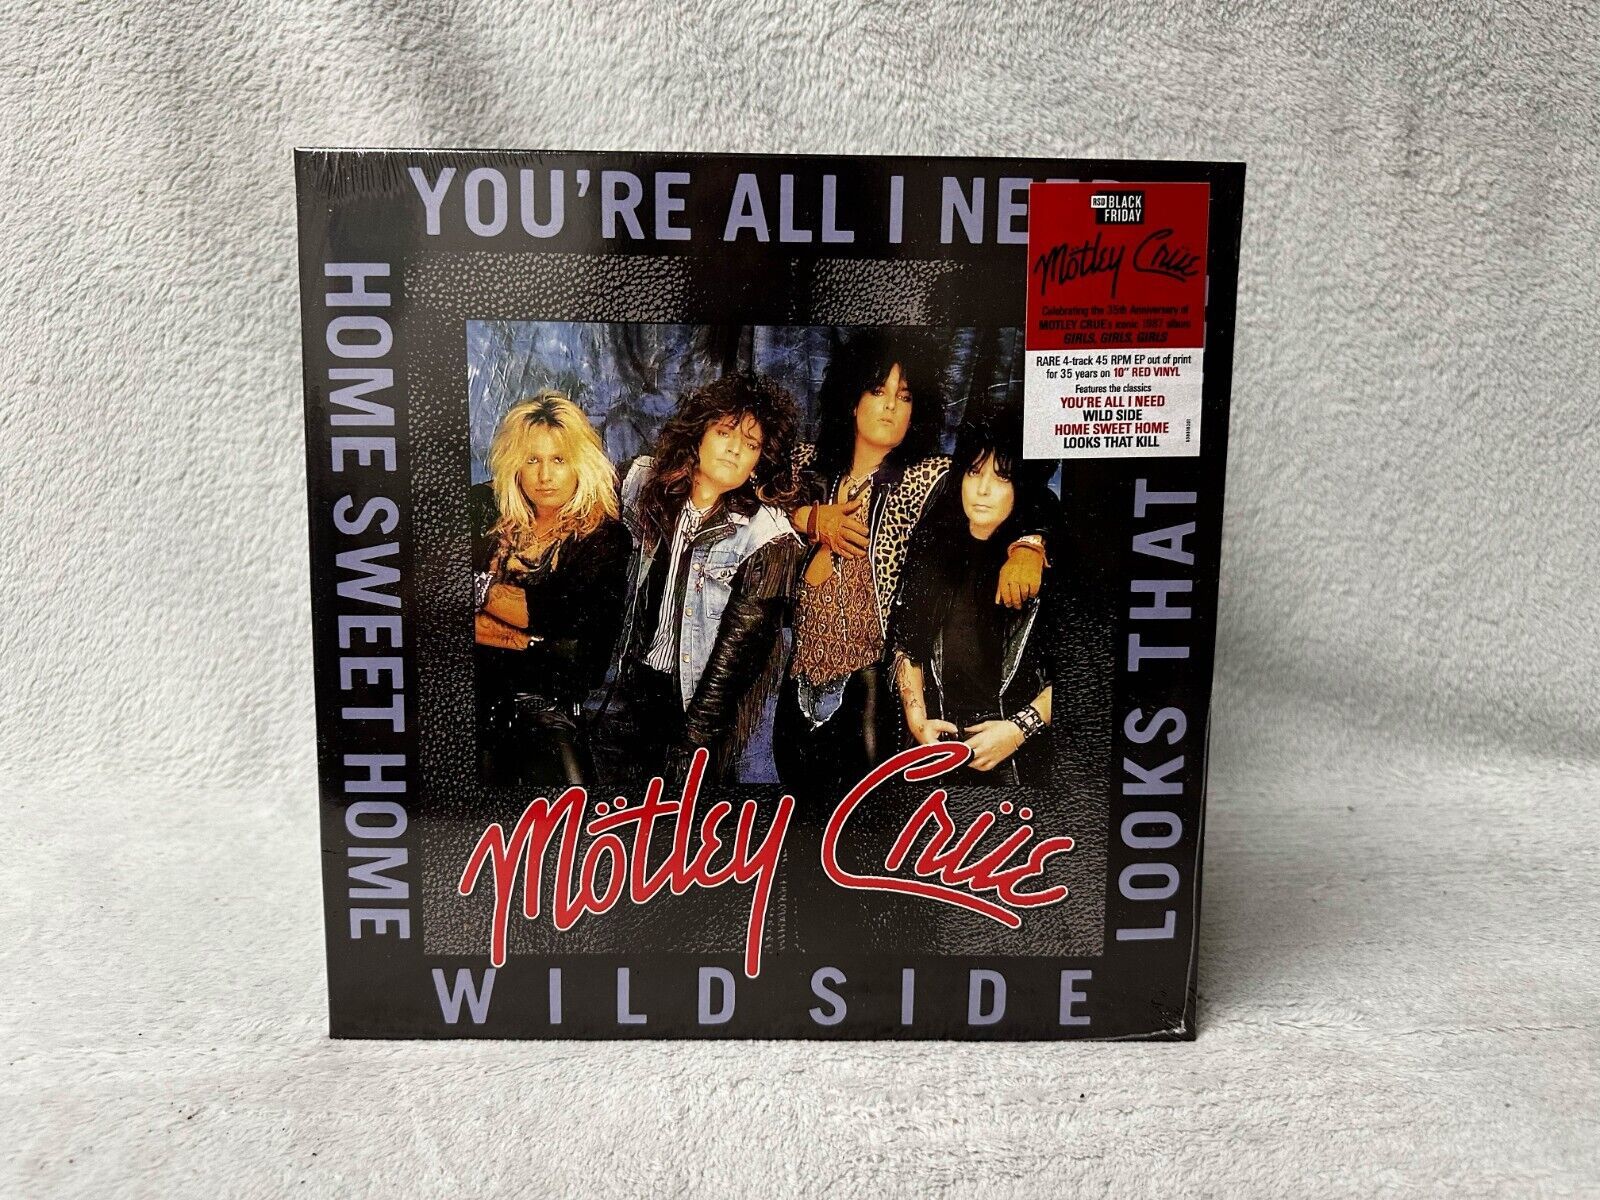 YOU'RE ALL I NE
HOME SWEET HOME
RSD BLACK
FRIDAY
Mötley Crüe
Celebrating the 35th Anniversary of
MOTLEY CRUE's iconic 1987 album
GIRLS, GIRLS, GIRLS
RARE 4-track 45 RPM EP out of print
for 35 years on 10" RED VINYL
Features the classics
YOU'RE ALL I NEED
WILD SIDE
HOME SWEET HOME
LOOKS THAT KILL
LOOKS THAT
Mötley Crüe
WILD SIDE